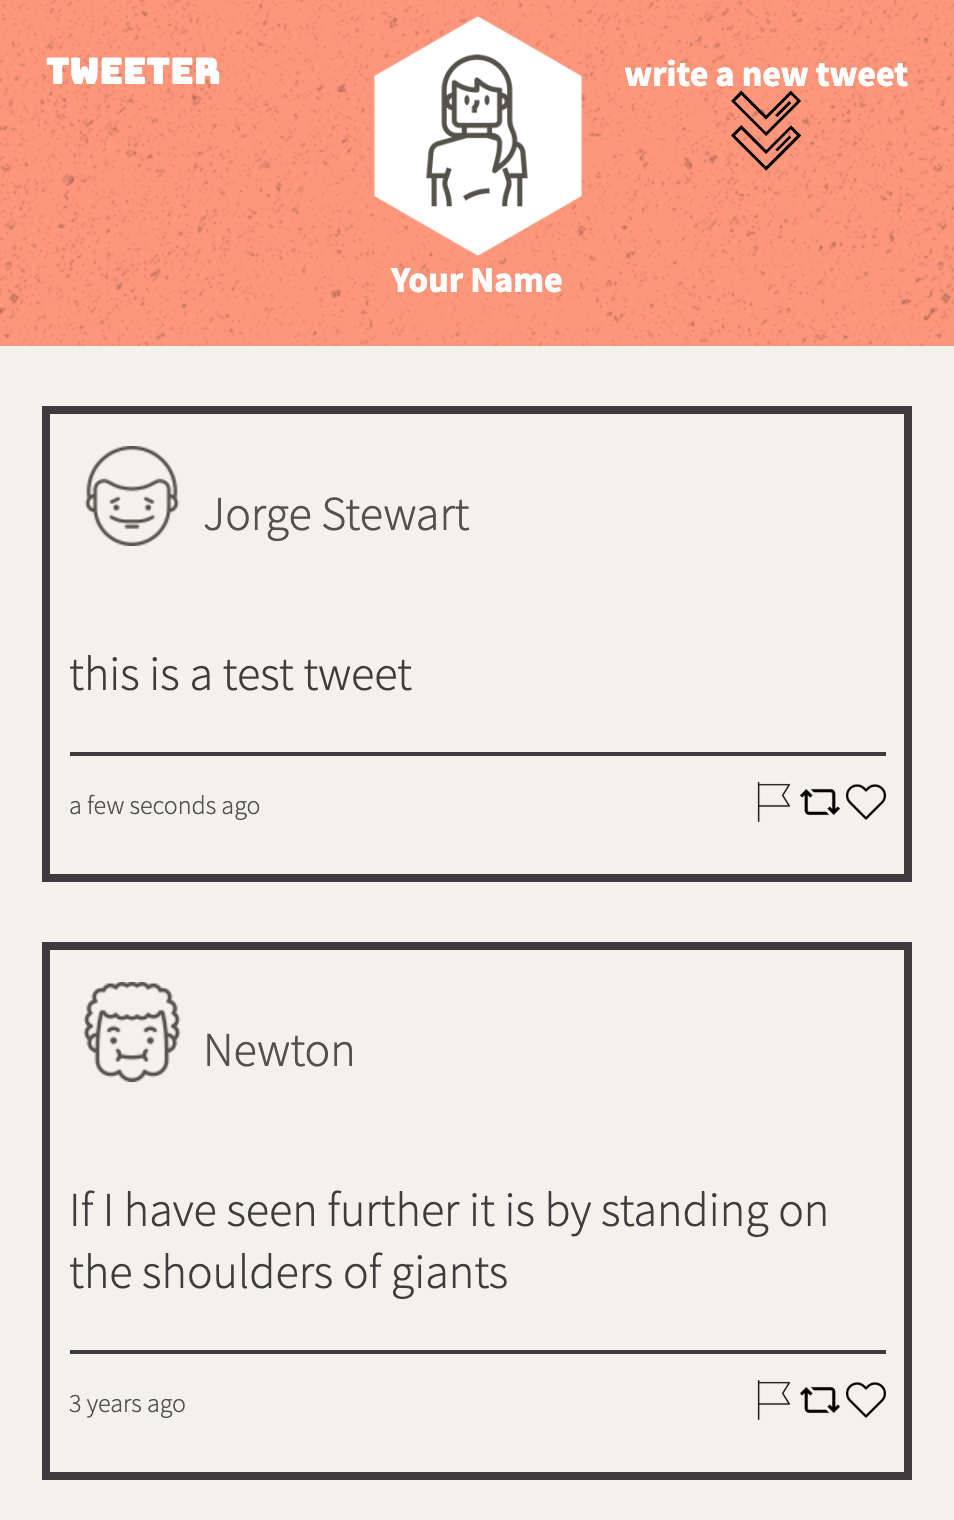 TWEETER
write a new tweet
Your Name
Jorge Stewart
this is a test tweet
a few seconds ago
Newton
If I have seen further it is by standing on
the shoulders of giants
3 years ago